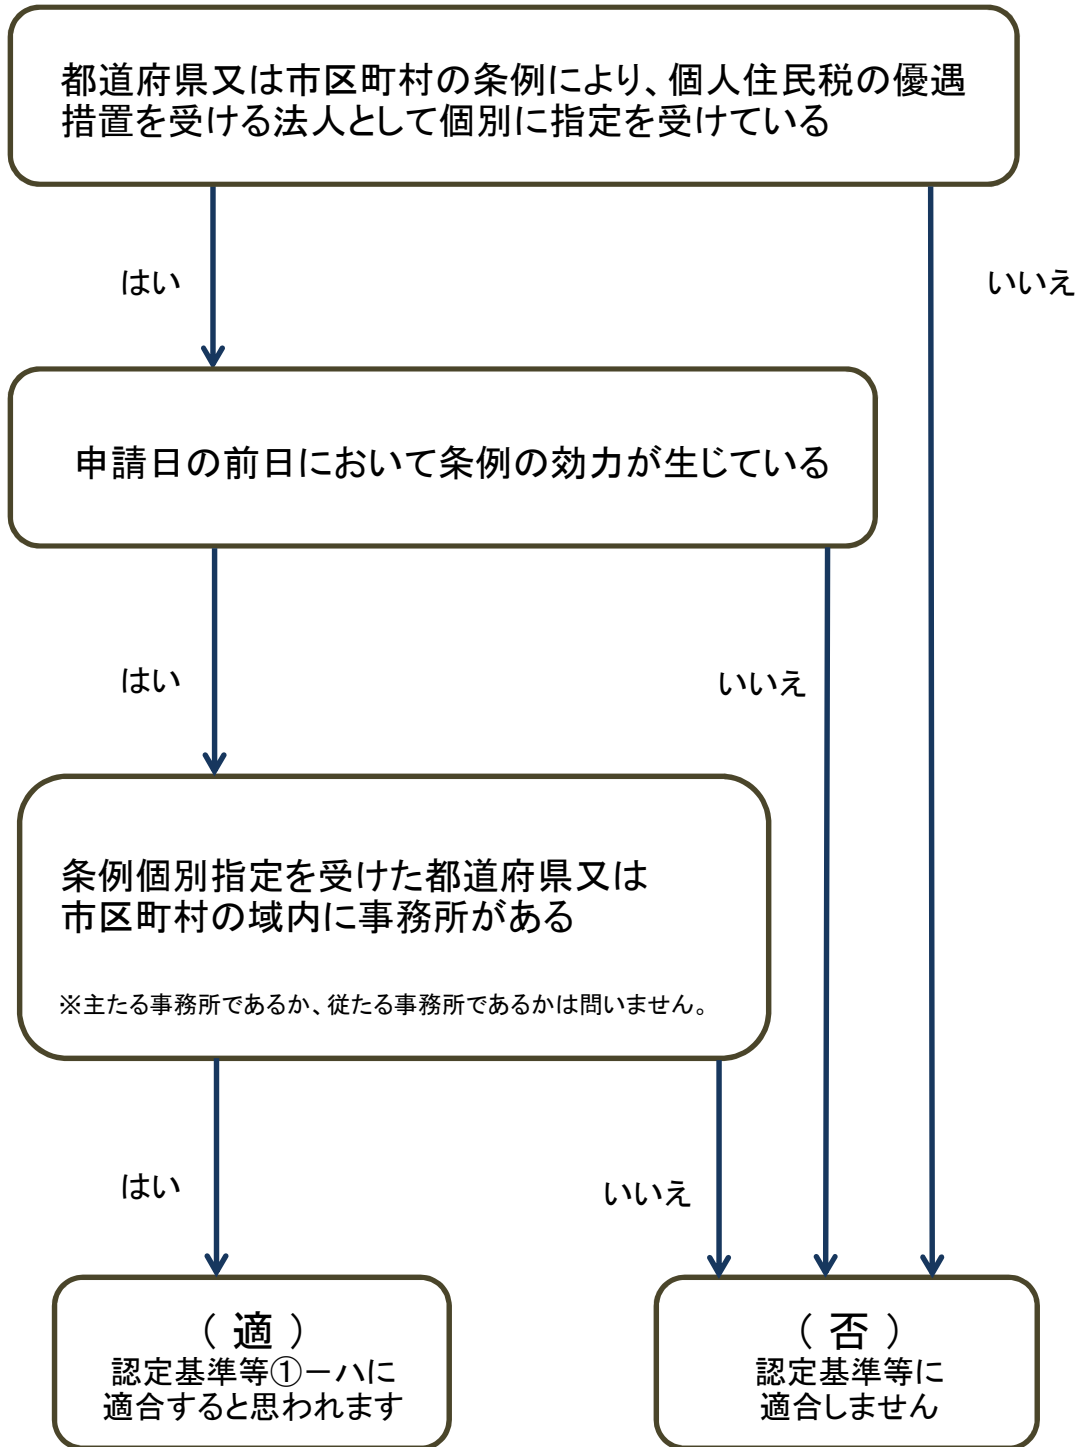 都道府県又は市区町村の条例により、個人住民税の優遇
措置を受ける法人として個別に指定を受けている
はい
いいえ
申請日の前日において条例の効力が生じている
はい
いいえ
条例個別指定を受けた都道府県又は
市区町村の域内に事務所がある
※主たる事務所であるか、従たる事務所であるかは問いません。
はい
いいえ
（ 適 ）
認定基準等①－ハに
適合すると思われます
（ 否 ）
認定基準等に
適合しません